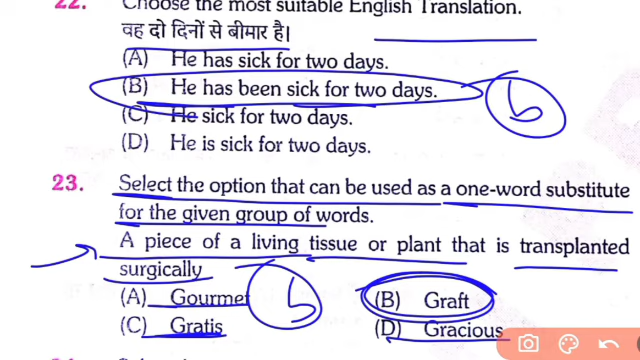 22. Choose the most suitable English Translation.
वह दो दिनों से बीमार है।
(A) He has sick for two days.
(B) He has been sick for two days.
b
(C) He sick for two days.
(D) He is sick for two days.
23. Select the option that can be used as a one-word substitute
for the given group of words.
A piece of a living tissue or plant that is transplanted
surgically
b
(A) Gourmet (B) Graft
(C) Gratis (D) Gracious